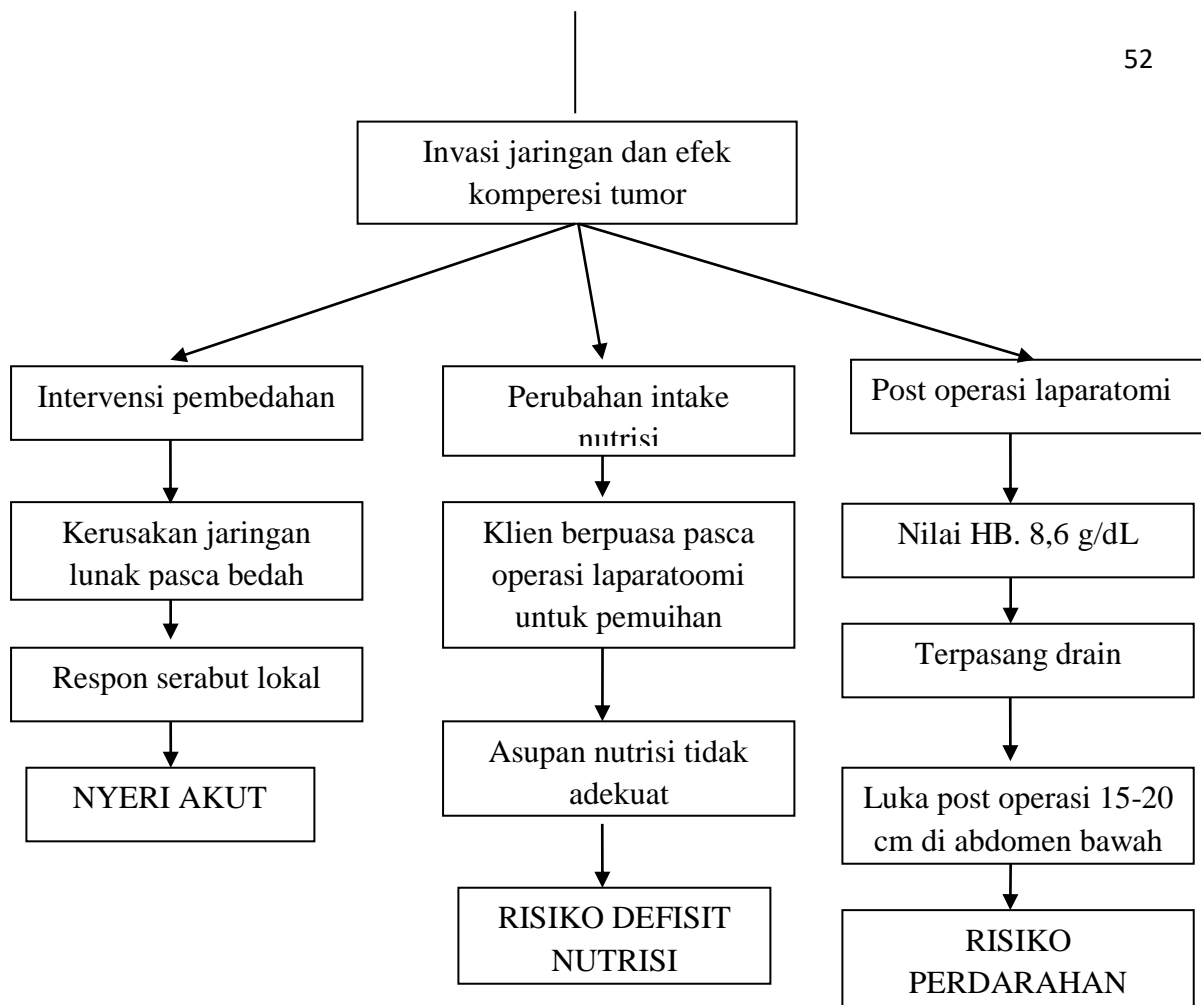 52
Invasi jaringan dan efek
komperesi tumor
Intervensi pembedahan
Perubahan intake
nutrisi
Post operasi laparatomi
Kerusakan jaringan
lunak pasca bedah
Klien berpuasa pasca
operasi laparatoomi
untuk pemuihan
Nilai HB. 8,6 g/dL
Respon serabut lokal
Terpasang drain
NYERI AKUT
Asupan nutrisi tidak
adekuat
Luka post operasi 15-20
cm di abdomen bawah
RISIKO DEFISIT
NUTRISI
RISIKO
PERDARAHAN